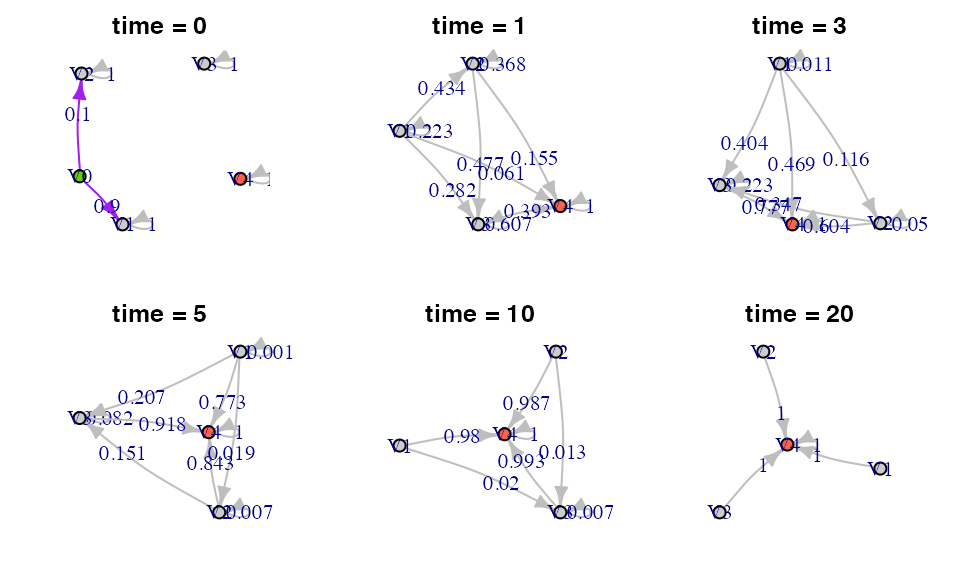 time = 0
V2 1
V3 1
0.1
V0
V4 1
0.9
V1 1
time = 1
V2 0.368
0.434
V1 0.223
0.477
0.155
0.061
0.282
0.393
V4 1
V3 0.607
time = 3
V1 0.011
0.404
0.469
0.116
V3 0.223
0.777
0.347
V4 1
0.604
V2 0.05
time = 5
V1 0.001
0.207
0.773
V3 0.082
0.918
V4 1
0.151
0.019
0.843
V2 0.007
time = 10
V2
0.987
V1
0.98
V4 1
0.993
0.013
0.02
V3 0.007
time = 20
V2
1
V4 1
1
1
V1
V3